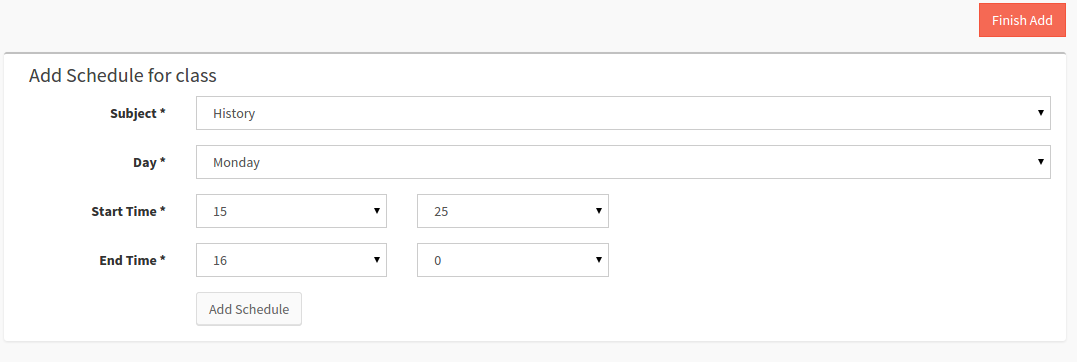 Finish Add
Add Schedule for class
Subject * History
Day * Monday
Start Time * 15 25
End Time * 16 0
Add Schedule